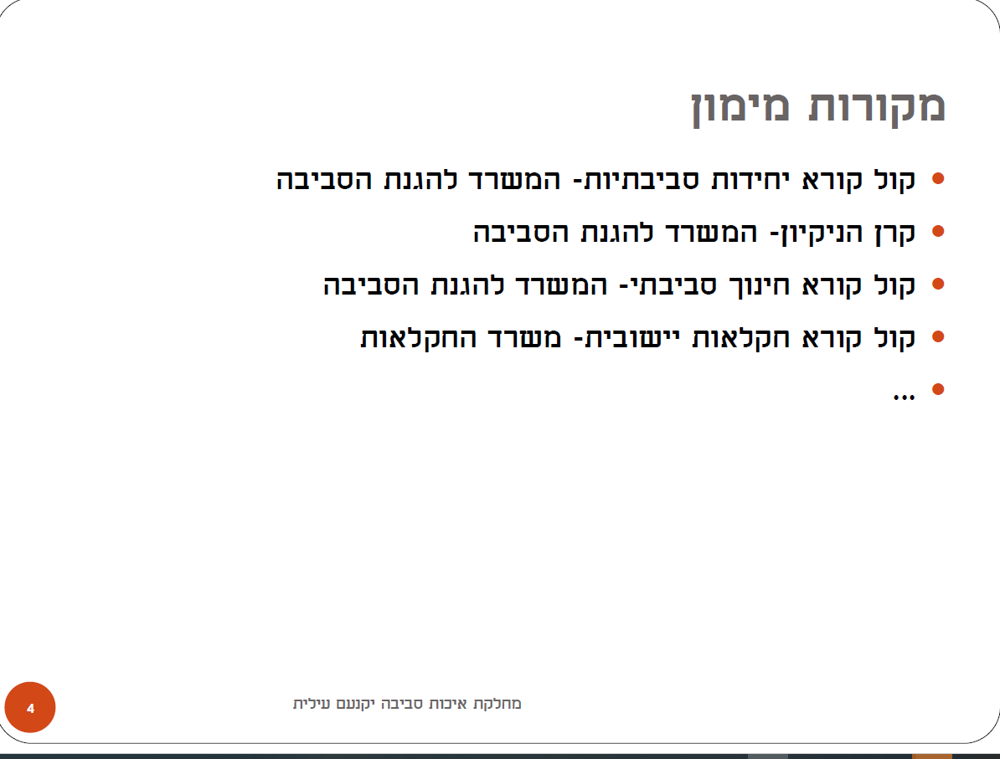 מקורות מימון
• קול קורא יחידות סביבתיות- המשרד להגנת הסביבה
• קרן הניקיון- המשרד להגנת הסביבה
• קול קורא חינוך סביבתי- המשרד להגנת הסביבה
• קול קורא חקלאות יישובית- משרד החקלאות
• ...
מחלקת איכות סביבה יקנעם עילית
4